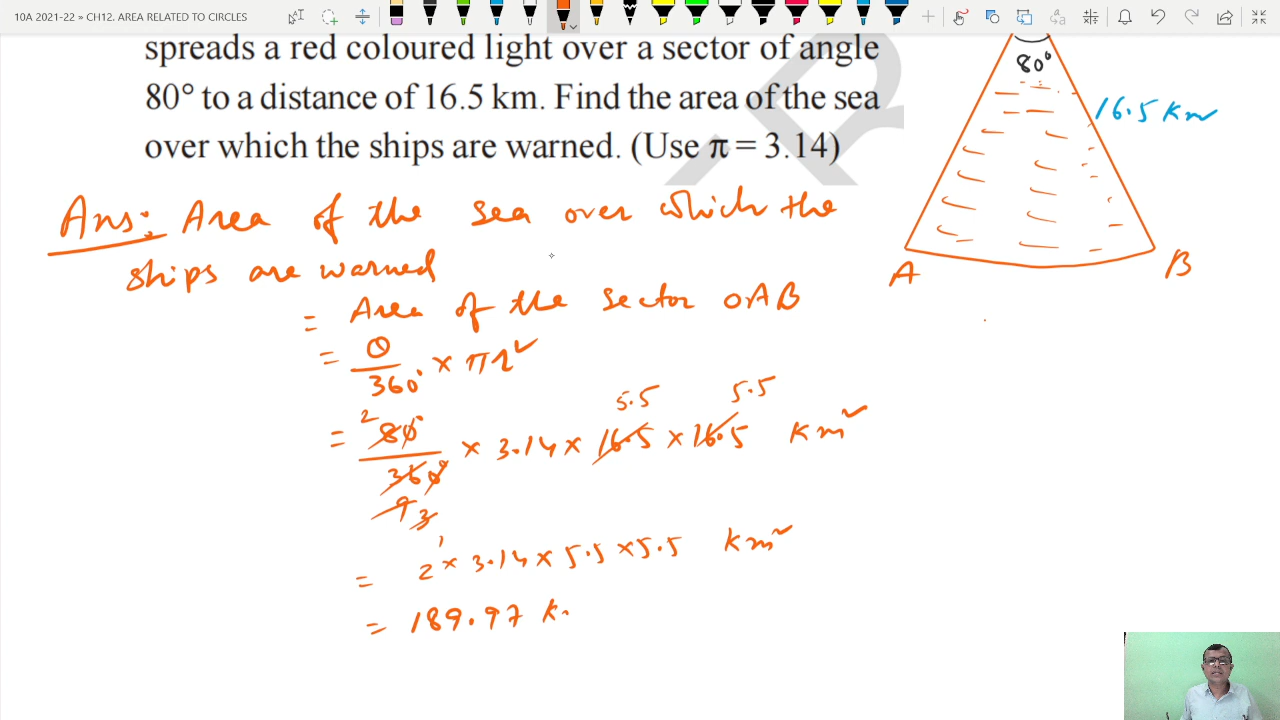 10A 2021-22 » CH12. AREA RELATED TO CIRCLES
spreads a red coloured light over a sector of angle
80° to a distance of 16.5 km. Find the area of the sea
over which the ships are warned. (Use π = 3.14)
80°
16.5 Km
A
B
Ans: Area of the sea over which the
ships are warned
= Area of the sector OAB
= θ/360° × πr²
5.5 5.5
= 2 80°/360° × 3.14 × 16.5 × 16.5 Km²
9 3
= 2 × 3.14 × 5.5 × 5.5 km²
= 189.97 k